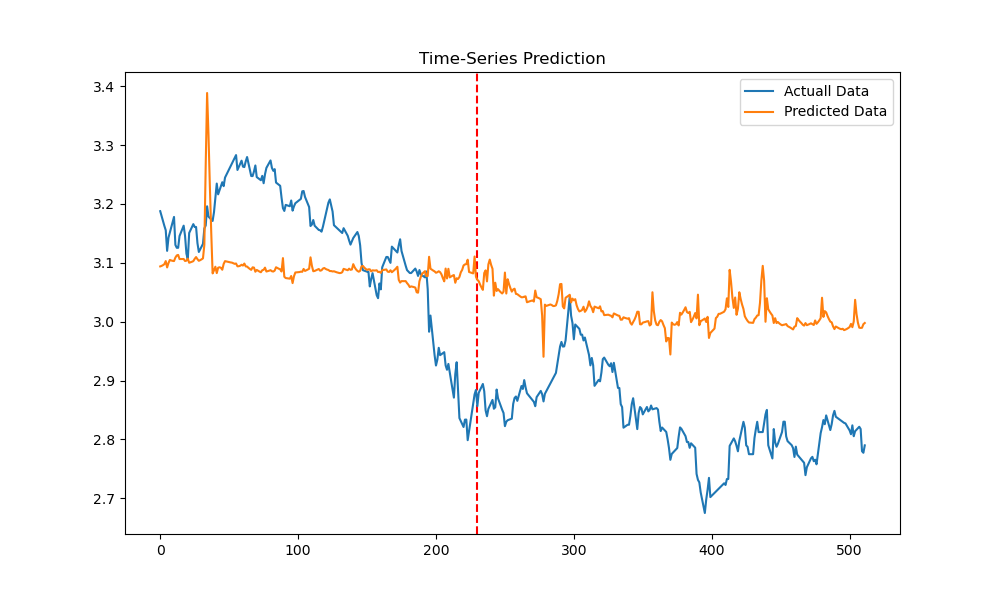 Time-Series Prediction
Actuall Data
Predicted Data
3.4
3.3
3.2
3.1
3.0
2.9
2.8
2.7
0 100 200 300 400 500